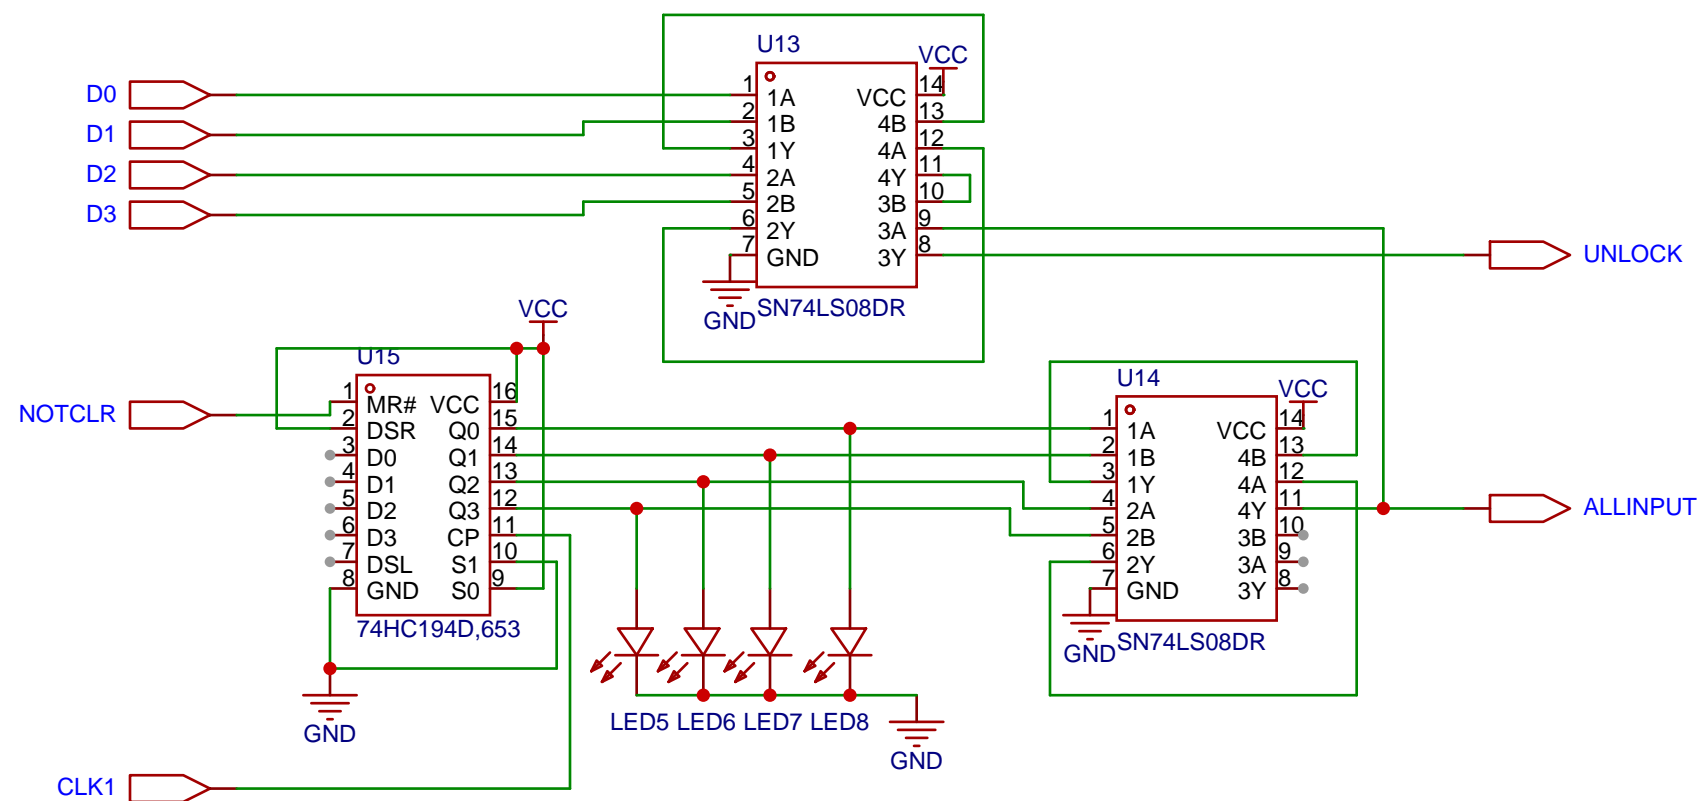 D0
D1
D2
D3
U13
VCC
1 1A VCC 14
2 1B 4B 13
3 1Y 4A 12
4 2A 4Y 11
5 2B 3B 10
6 2Y 3A 9
7 GND 3Y 8
GND
SN74LS08DR
UNLOCK
VCC
U15
NOTCLR
1 MR# VCC 16
2 DSR Q0 15
3 D0 Q1 14
4 D1 Q2 13
5 D2 Q3 12
6 D3 CP 11
7 DSL S1 10
8 GND S0 9
74HC194D,653
GND
CLK1
LED5 LED6 LED7 LED8
GND
U14
VCC
1 1A VCC 14
2 1B 4B 13
3 1Y 4A 12
4 2A 4Y 11
5 2B 3B 10
6 2Y 3A 9
7 GND 3Y 8
GND
SN74LS08DR
ALLINPUT